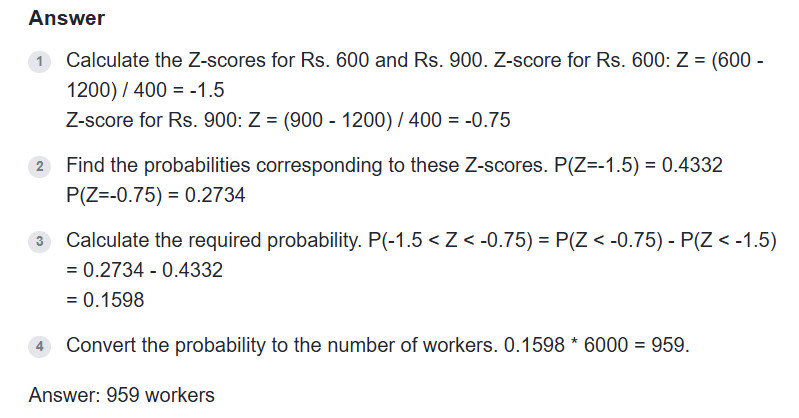 Answer
1 Calculate the Z-scores for Rs. 600 and Rs. 900. Z-score for Rs. 600: Z = (600 -
1200) / 400 = -1.5
Z-score for Rs. 900: Z = (900 - 1200) / 400 = -0.75
2 Find the probabilities corresponding to these Z-scores. P(Z=-1.5) = 0.4332
P(Z=-0.75) = 0.2734
3 Calculate the required probability. P(-1.5 < Z < -0.75) = P(Z < -0.75) - P(Z < -1.5)
= 0.2734 - 0.4332
= 0.1598
4 Convert the probability to the number of workers. 0.1598 * 6000 = 959.
Answer: 959 workers